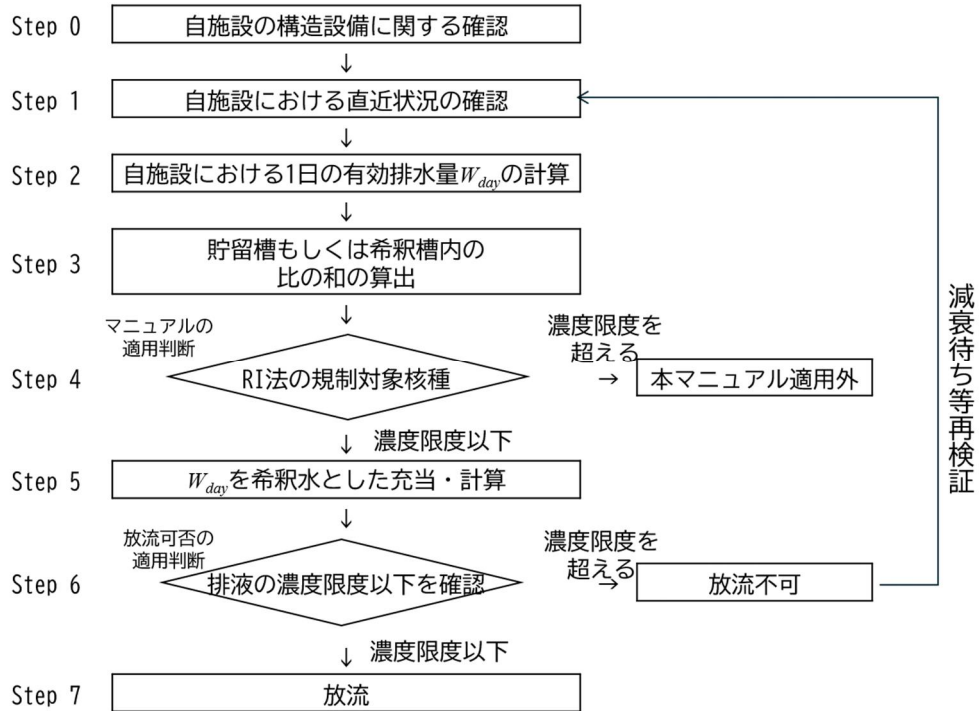 Step 0 自施設の構造設備に関する確認
↓
Step 1 自施設における直近状況の確認
↓
Step 2 自施設における1日の有効排水量W_dayの計算
↓
Step 3 貯留槽もしくは希釈槽内の
比の和の算出
↓
マニュアルの
適用判断
濃度限度を
超える
Step 4 RI法の規制対象核種 → 本マニュアル適用外
↓ 濃度限度以下
Step 5 W_dayを希釈水とした充当・計算
↓
放流可否の
適用判断
濃度限度を
超える
Step 6 排液の濃度限度以下を確認 → 放流不可
減衰待ち等再検証
↓ 濃度限度以下
Step 7 放流